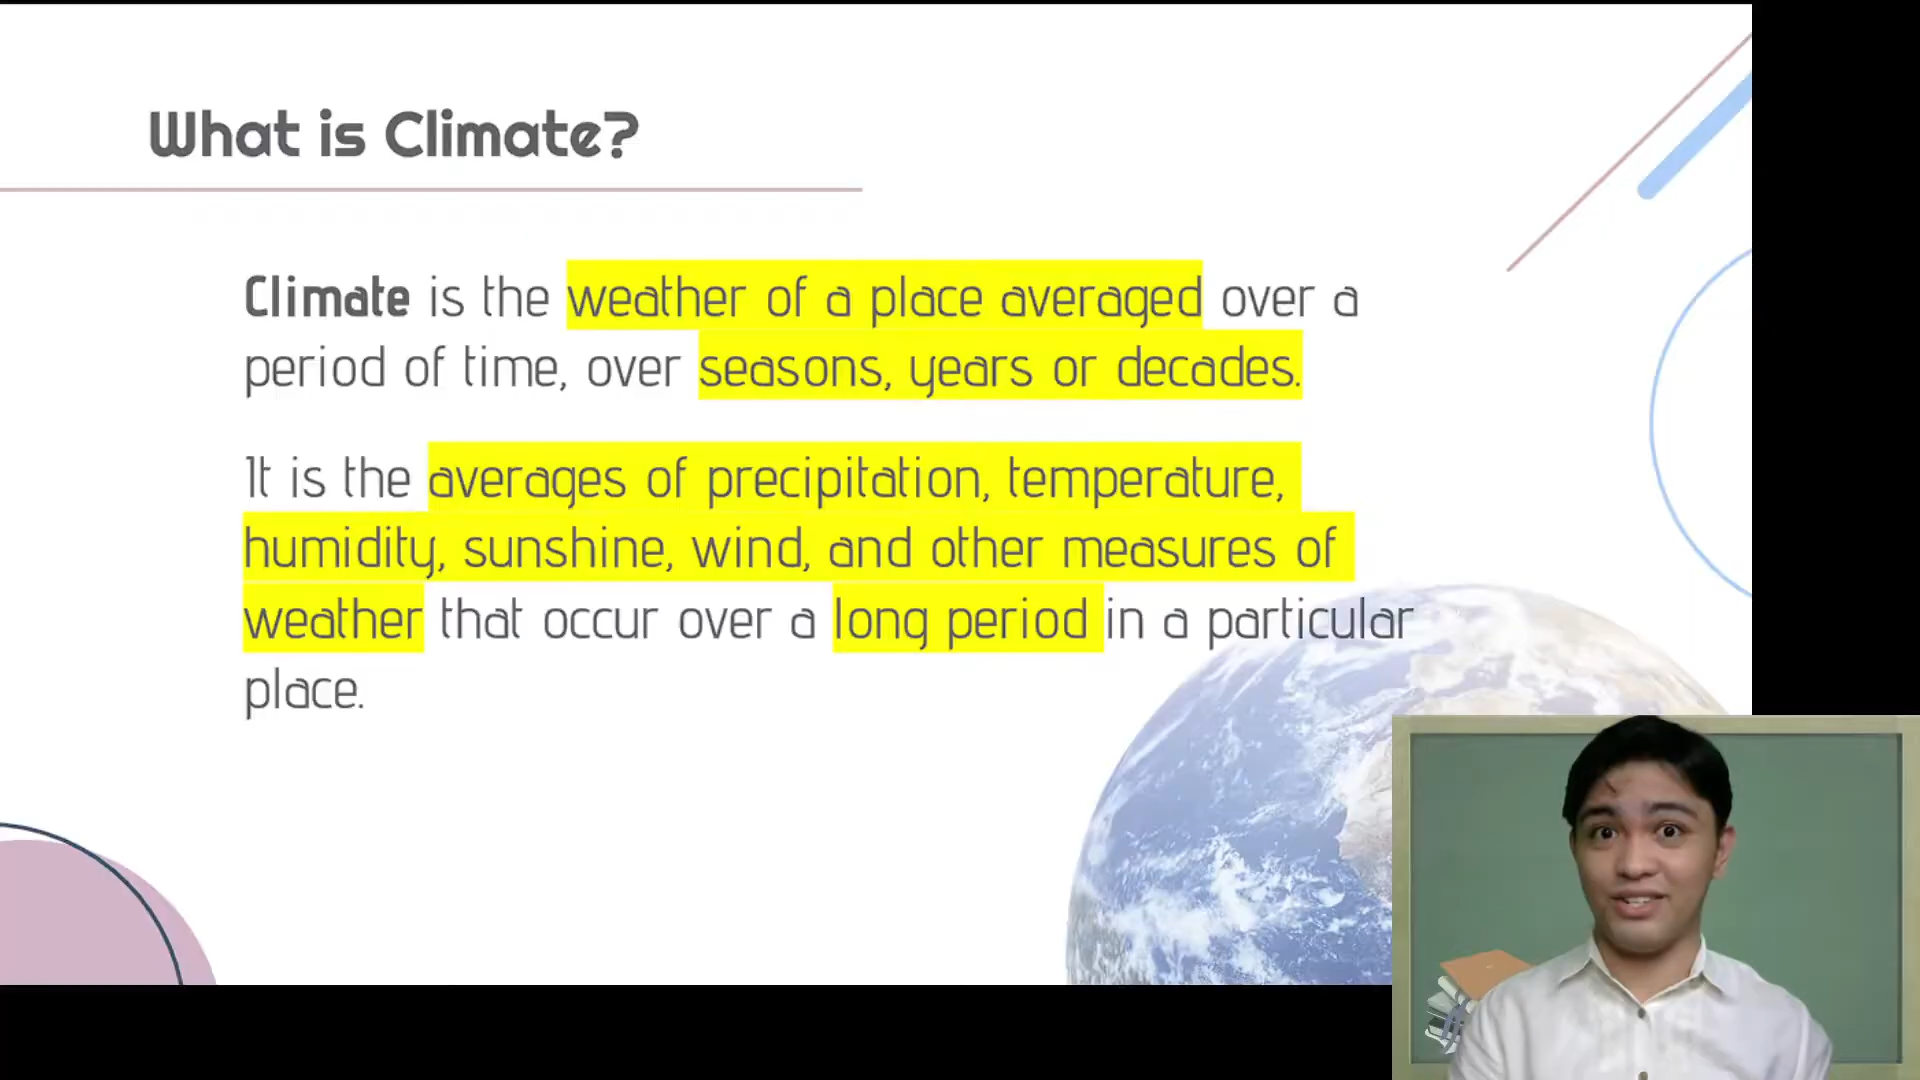 What is Climate?
Climate is the weather of a place averaged over a
period of time, over seasons, years or decades.
It is the averages of precipitation, temperature,
humidity, sunshine, wind, and other measures of
weather that occur over a long period in a particular
place.